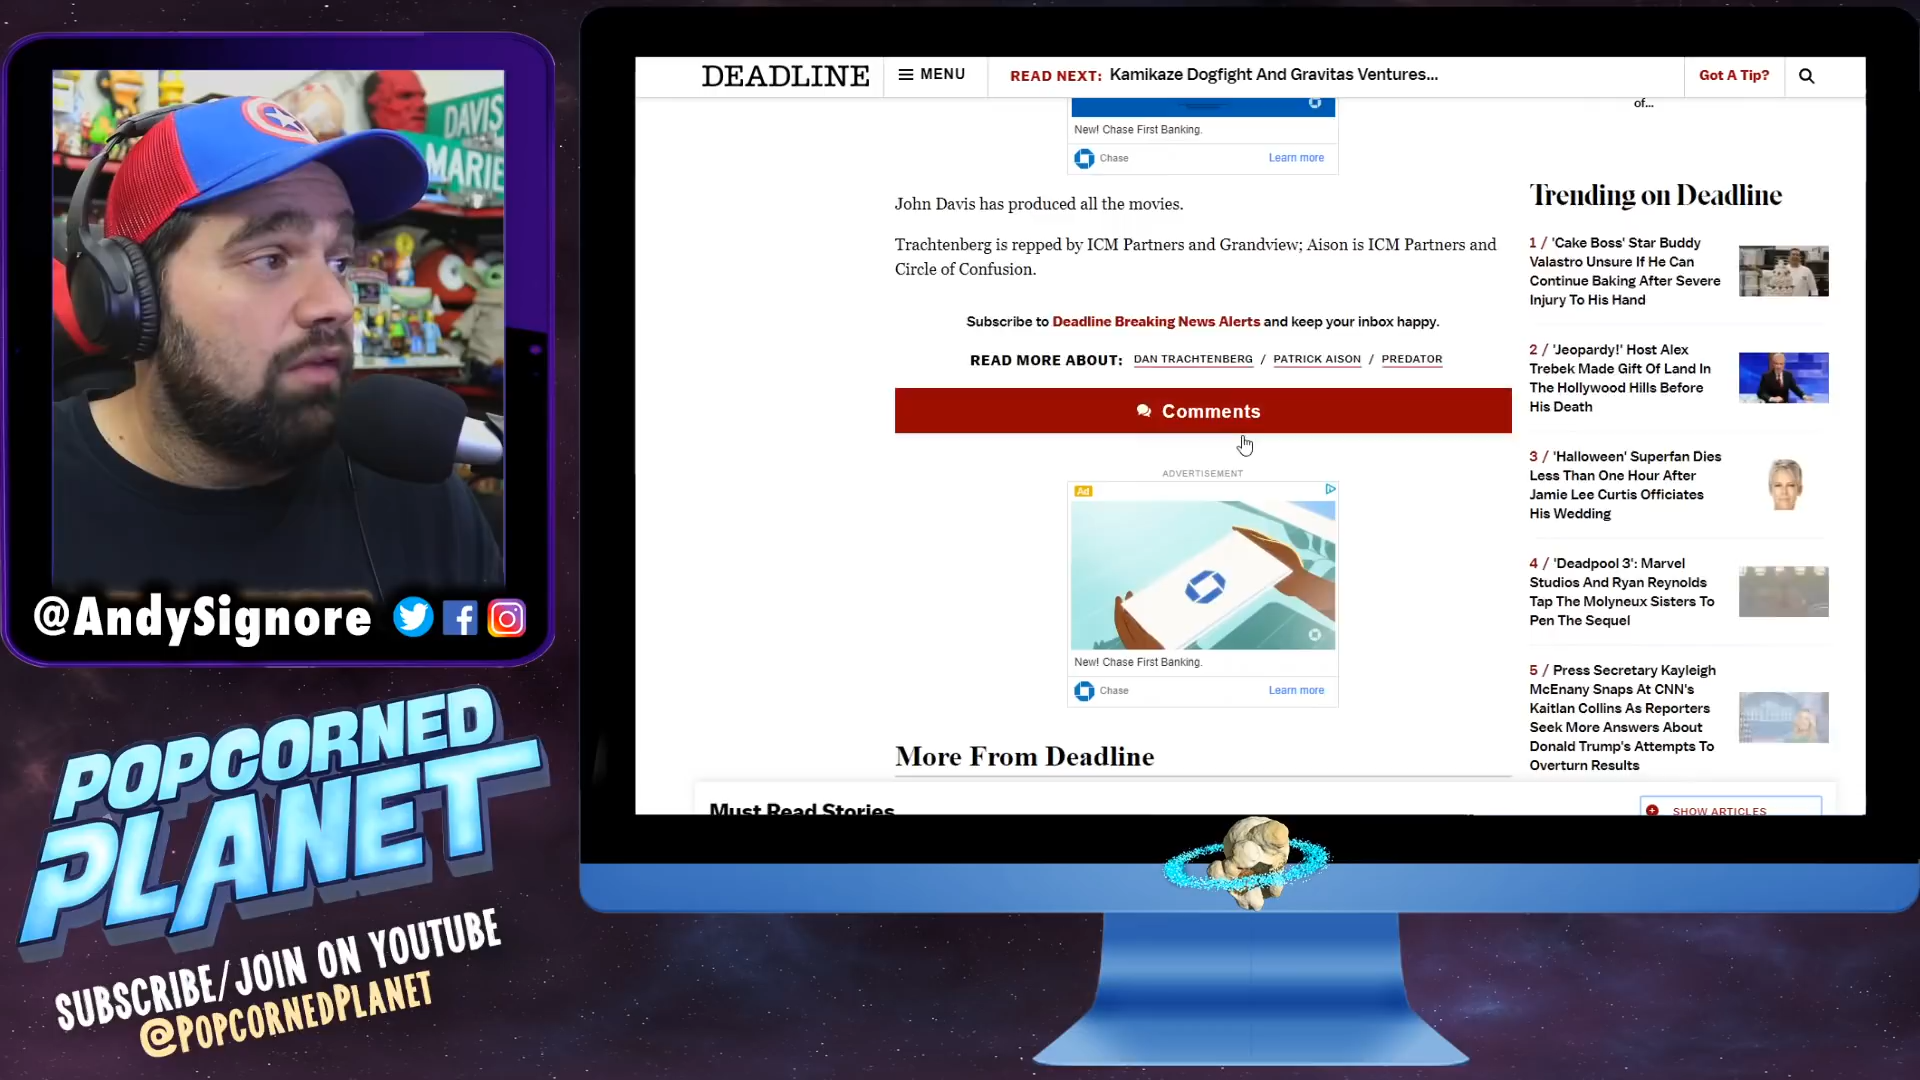 DAVIS
MARIE
@AndySignore
POPCORNED
PLANET
SUBSCRIBE/JOIN ON YOUTUBE
@POPCORNEDPLANET
DEADLINE
MENU
READ NEXT: Kamikaze Dogfight And Gravitas Ventures...
Got A Tip?
of...
New! Chase First Banking.
Chase
Learn more
John Davis has produced all the movies.
Trachtenberg is repped by ICM Partners and Grandview; Aison is ICM Partners and
Circle of Confusion.
Subscribe to Deadline Breaking News Alerts and keep your inbox happy.
READ MORE ABOUT: DAN TRACHTENBERG / PATRICK AISON / PREDATOR
Comments
ADVERTISEMENT
Ad
New! Chase First Banking.
Chase
Learn more
More From Deadline
Must Read Stories
SHOW ARTICLES
Trending on Deadline
1 / 'Cake Boss' Star Buddy
Valastro Unsure If He Can
Continue Baking After Severe
Injury To His Hand
2 / 'Jeopardy!' Host Alex
Trebek Made Gift Of Land In
The Hollywood Hills Before
His Death
3 / 'Halloween' Superfan Dies
Less Than One Hour After
Jamie Lee Curtis Officiates
His Wedding
4 / 'Deadpool 3': Marvel
Studios And Ryan Reynolds
Tap The Molyneux Sisters To
Pen The Sequel
5 / Press Secretary Kayleigh
McEnany Snaps At CNN's
Kaitlan Collins As Reporters
Seek More Answers About
Donald Trump's Attempts To
Overturn Results